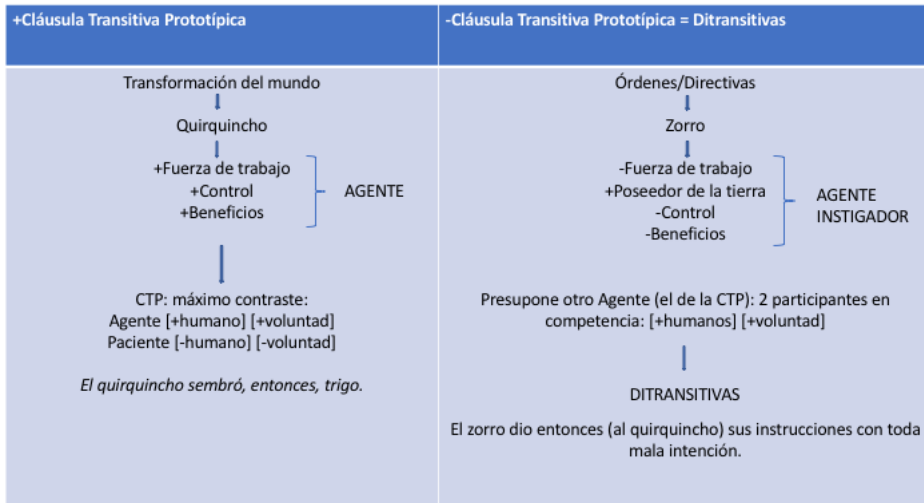 +Cláusula Transitiva Prototípica
Transformación del mundo
Quirquincho
+Fuerza de trabajo
+Control
+Beneficios
AGENTE
CTP: máximo contraste:
Agente [+humano] [+voluntad]
Paciente [-humano] [-voluntad]
El quirquincho sembró, entonces, trigo.
-Cláusula Transitiva Prototípica = Ditransitivas
Órdenes/Directivas
Zorro
-Fuerza de trabajo
+Poseedor de la tierra
-Control
-Beneficios
AGENTE
INSTIGADOR
Presupone otro Agente (el de la CTP): 2 participantes en
competencia: [+humanos] [+voluntad]
DITRANSITIVAS
El zorro dio entonces (al quirquincho) sus instrucciones con toda
mala intención.